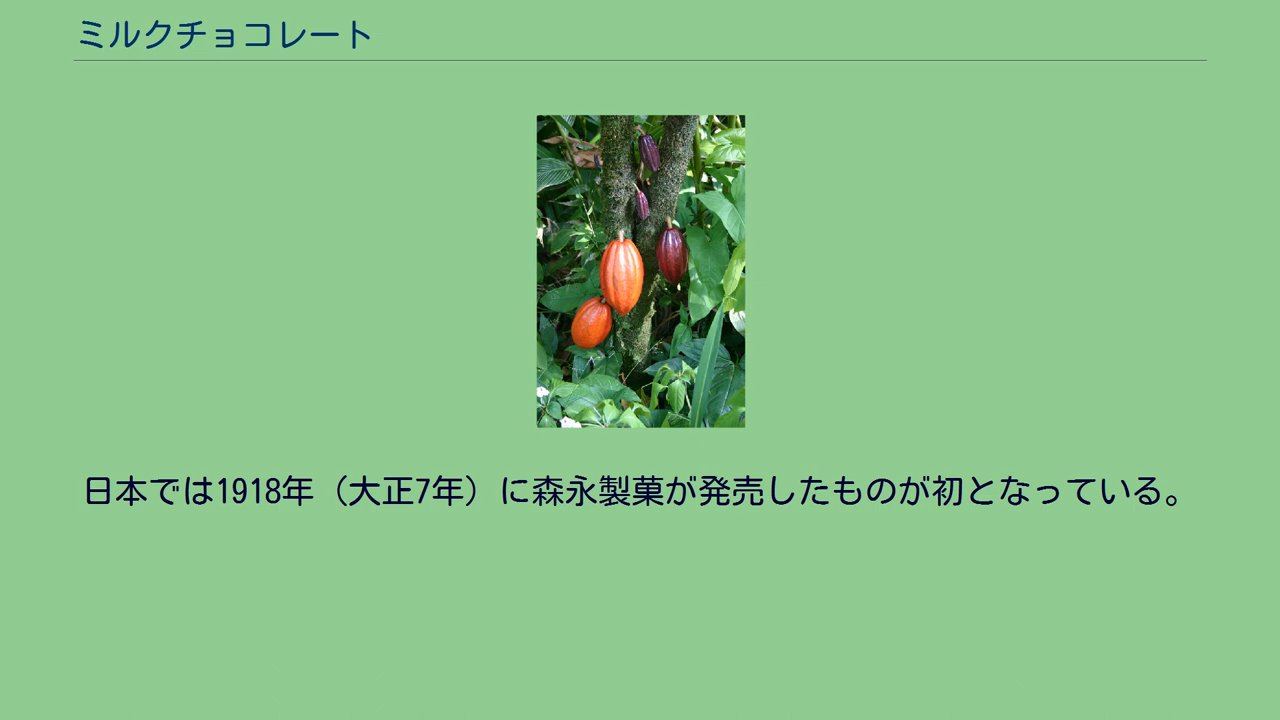 ミルクチョコレート
日本では1918年（大正7年）に森永製菓が発売したものが初となっている。